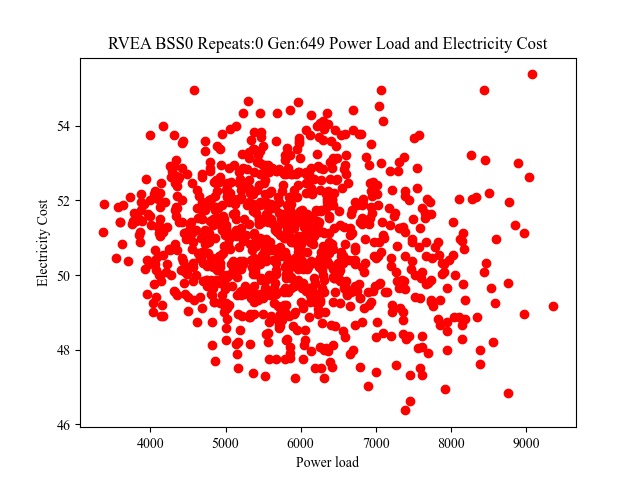 RVEA BSS0 Repeats:0 Gen:649 Power Load and Electricity Cost
Electricity Cost
54
52
50
48
46
4000 5000 6000 7000 8000 9000
Power load